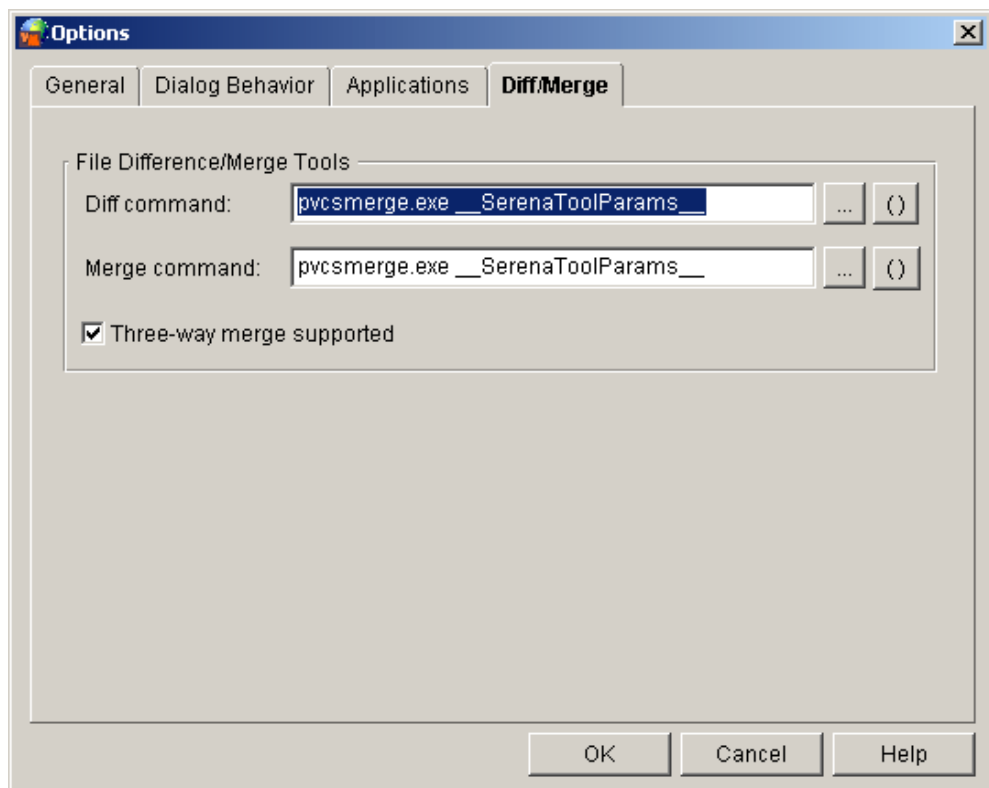 Options
General Dialog Behavior Applications Diff/Merge
File Difference/Merge Tools
Diff command: pvcsmerge.exe __SerenaToolParams__ ... ()
Merge command: pvcsmerge.exe __SerenaToolParams__ ... ()
Three-way merge supported
OK Cancel Help